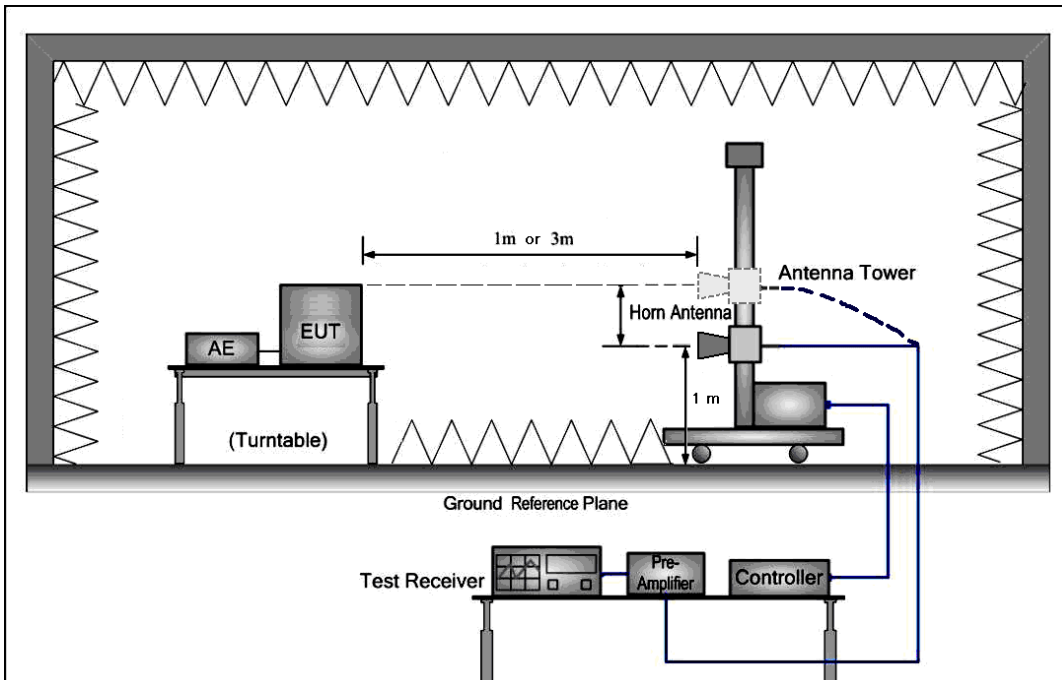 1m or 3m
Antenna Tower
Horn Antenna
EUT
AE
1 m
(Turntable)
Ground Reference Plane
Test Receiver
Pre-
Amplifier
Controller